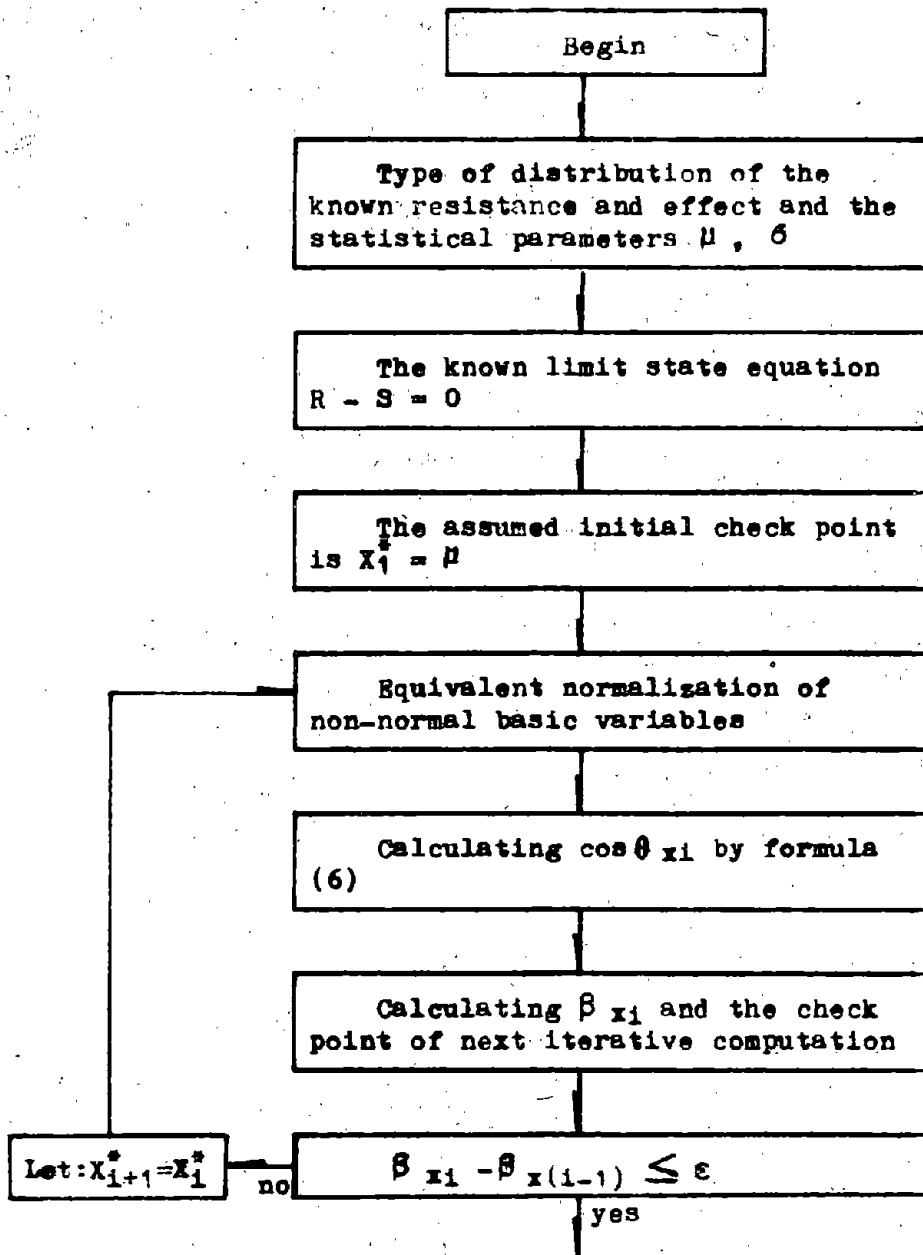 Begin
Type of distribution of the
known resistance and effect and the
statistical parameters μ , σ
The known limit state equation
R - S = 0
The assumed initial check point
is X₁* = μ
Equivalent normalization of
non-normal basic variables
Calculating cos θ xi by formula
(6)
Calculating β xi and the check
point of next iterative computation
Let:X*i+1=X*i
no
β xi -β x(i-1) ≤ ε
yes